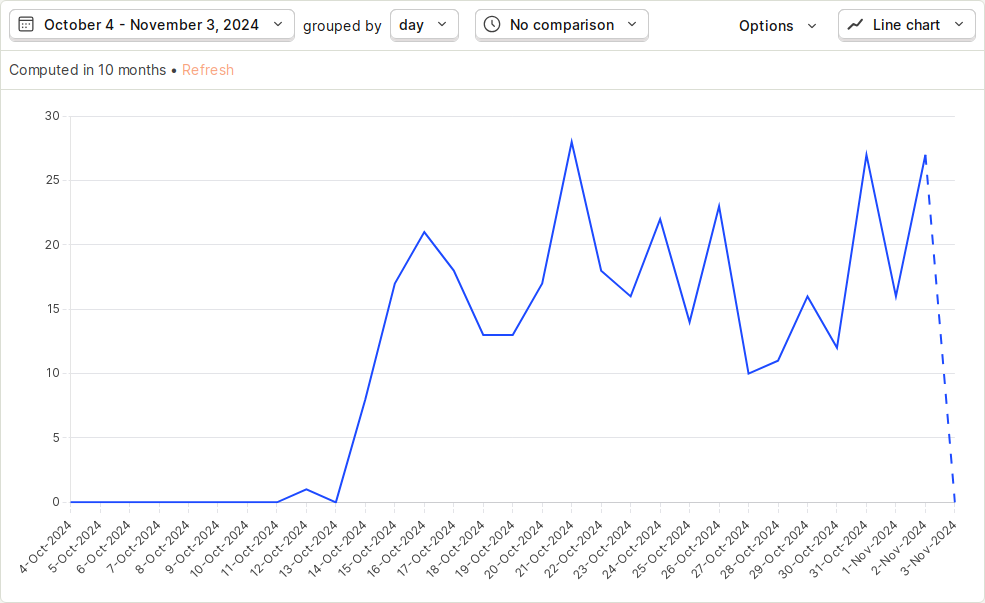 October 4 - November 3, 2024 grouped by day No comparison Options Line chart
Computed in 10 months • Refresh
30
25
20
15
10
5
0
4-Oct-2024 5-Oct-2024 6-Oct-2024 7-Oct-2024 8-Oct-2024 9-Oct-2024 10-Oct-2024 11-Oct-2024 12-Oct-2024 13-Oct-2024 14-Oct-2024 15-Oct-2024 16-Oct-2024 17-Oct-2024 18-Oct-2024 19-Oct-2024 20-Oct-2024 21-Oct-2024 22-Oct-2024 23-Oct-2024 24-Oct-2024 25-Oct-2024 26-Oct-2024 27-Oct-2024 28-Oct-2024 29-Oct-2024 30-Oct-2024 31-Oct-2024 1-Nov-2024 2-Nov-2024 3-Nov-2024